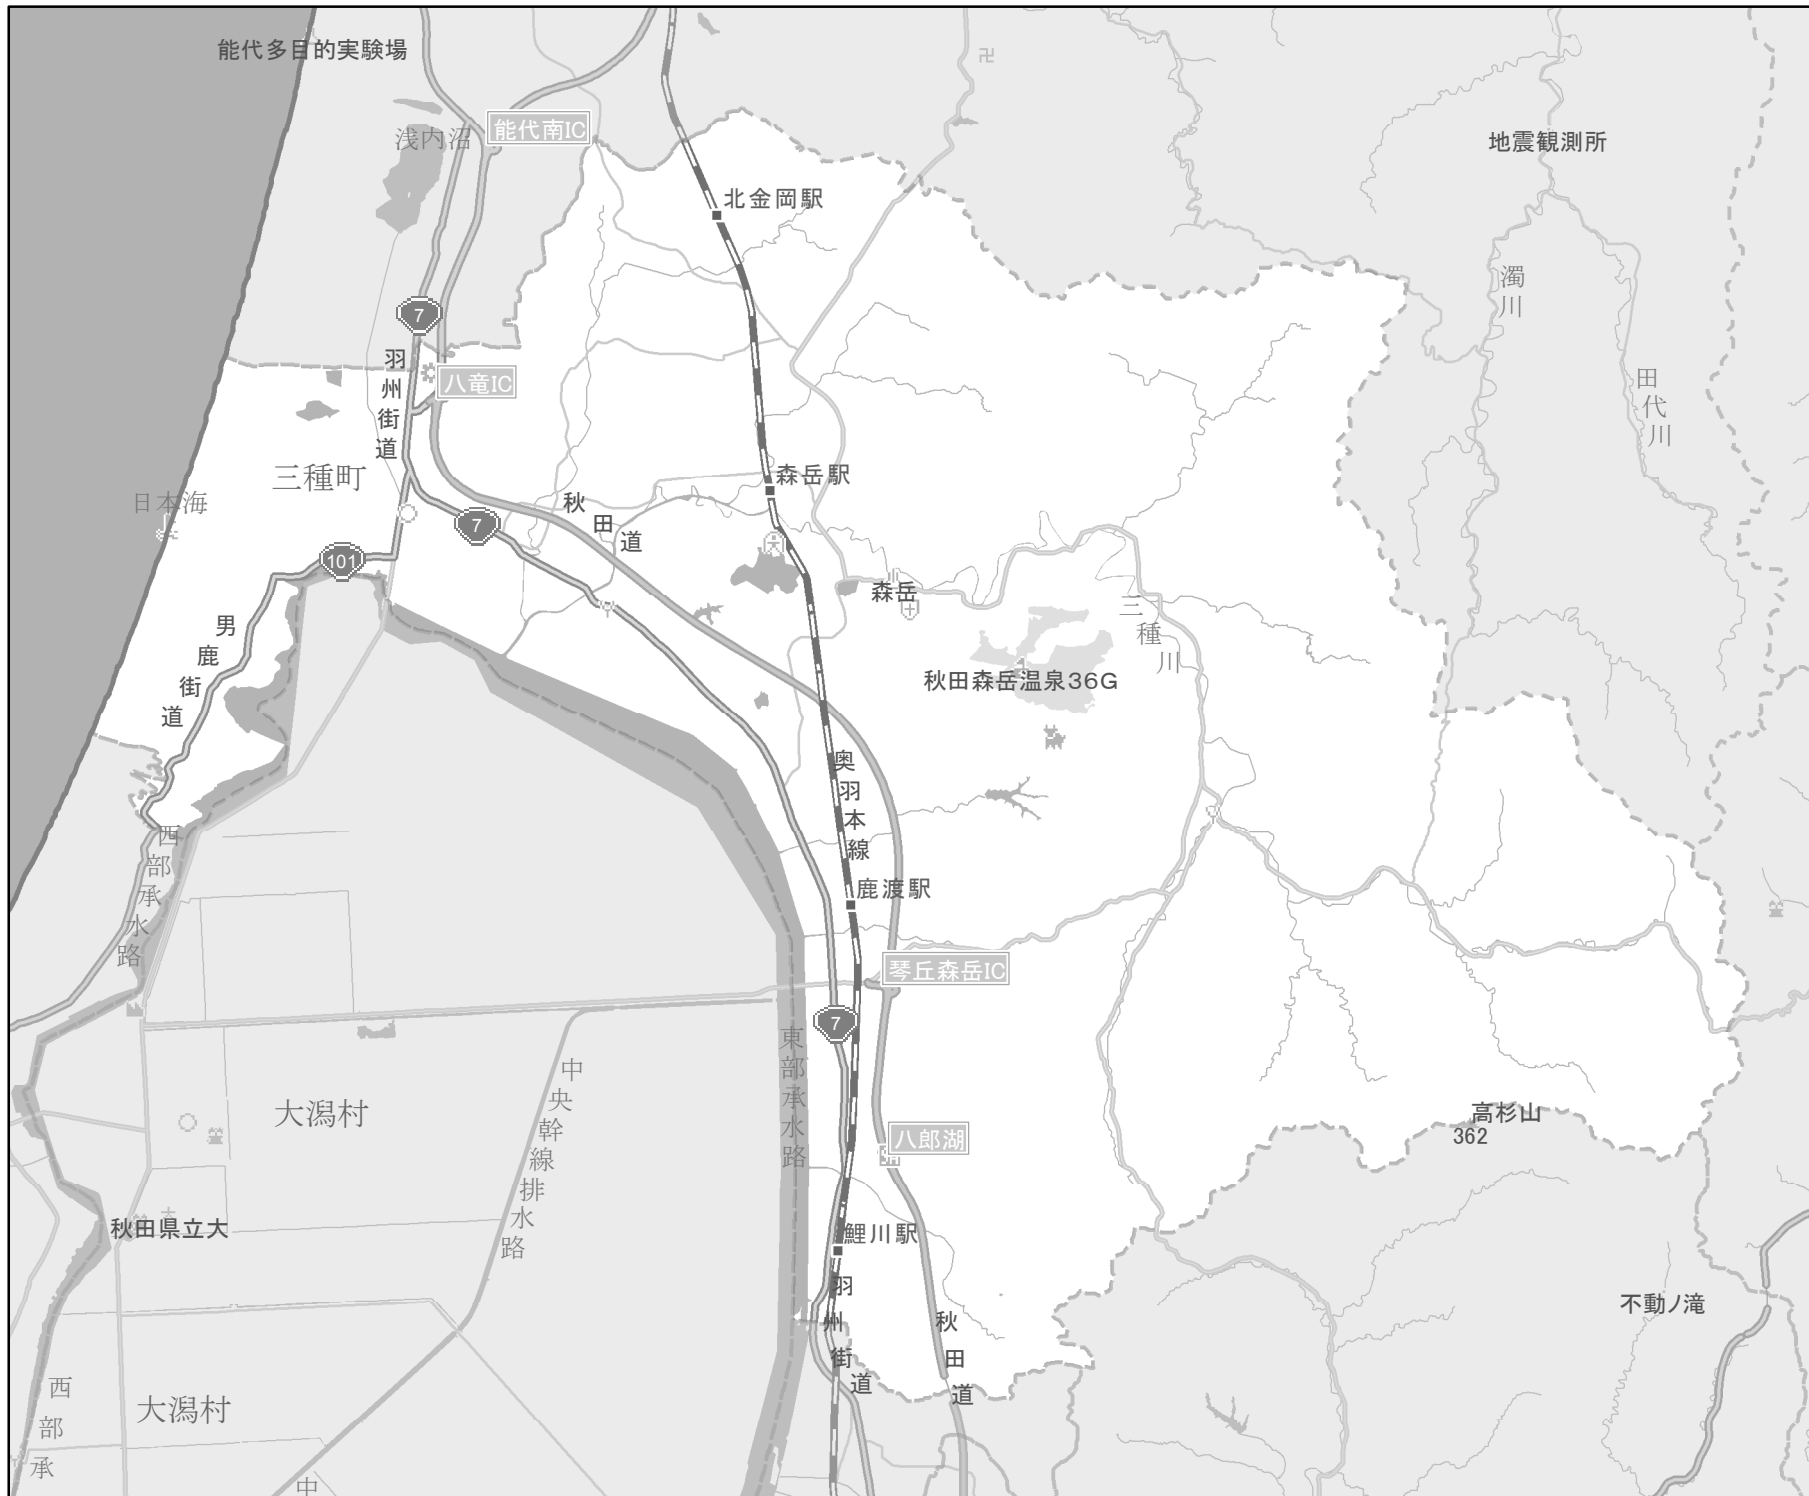 能代多目的実験場
浅内沼
能代南IC
地震観測所
北金岡駅
濁川
7
羽州街道
八竜IC
田代川
三種町
日本海
森岳駅
秋田道
7
101
森岳
三種川
男鹿街道
秋田森岳温泉36G
奥羽本線
西部承水路
鹿渡駅
琴丘森岳IC
7
東部承水路
中央幹線排水路
大潟村
高杉山
362
八郎湖
PA
秋田県立大
鯉川駅
羽州街道
秋田道
不動ノ滝
大潟村
西部承
中